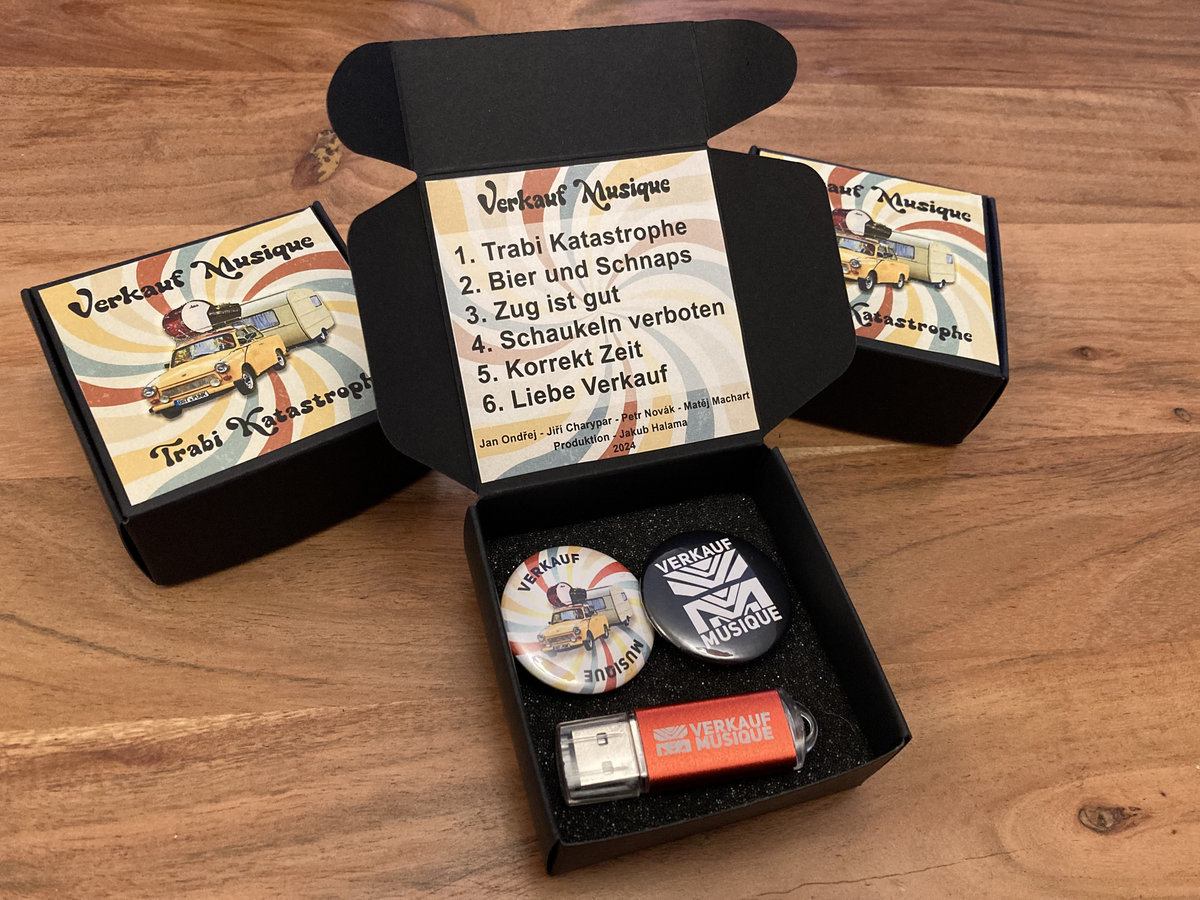 Verkauf Musique
1. Trabi Katastrophe
2. Bier und Schnaps
3. Zug ist gut
4. Schaukeln verboten
5. Korrekt Zeit
6. Liebe Verkauf
Jan Ondřej - Jiří Charypar - Petr Novák - Matěj Machart
Produktion - Jakub Halama
2024
Verkauf Musique
Trabi Katastroph
auf Musique
Katastrophe
VERKAUF
MUSIQUE
VERKAUF
MUSIQUE
VERKAUF
MUSIQUE